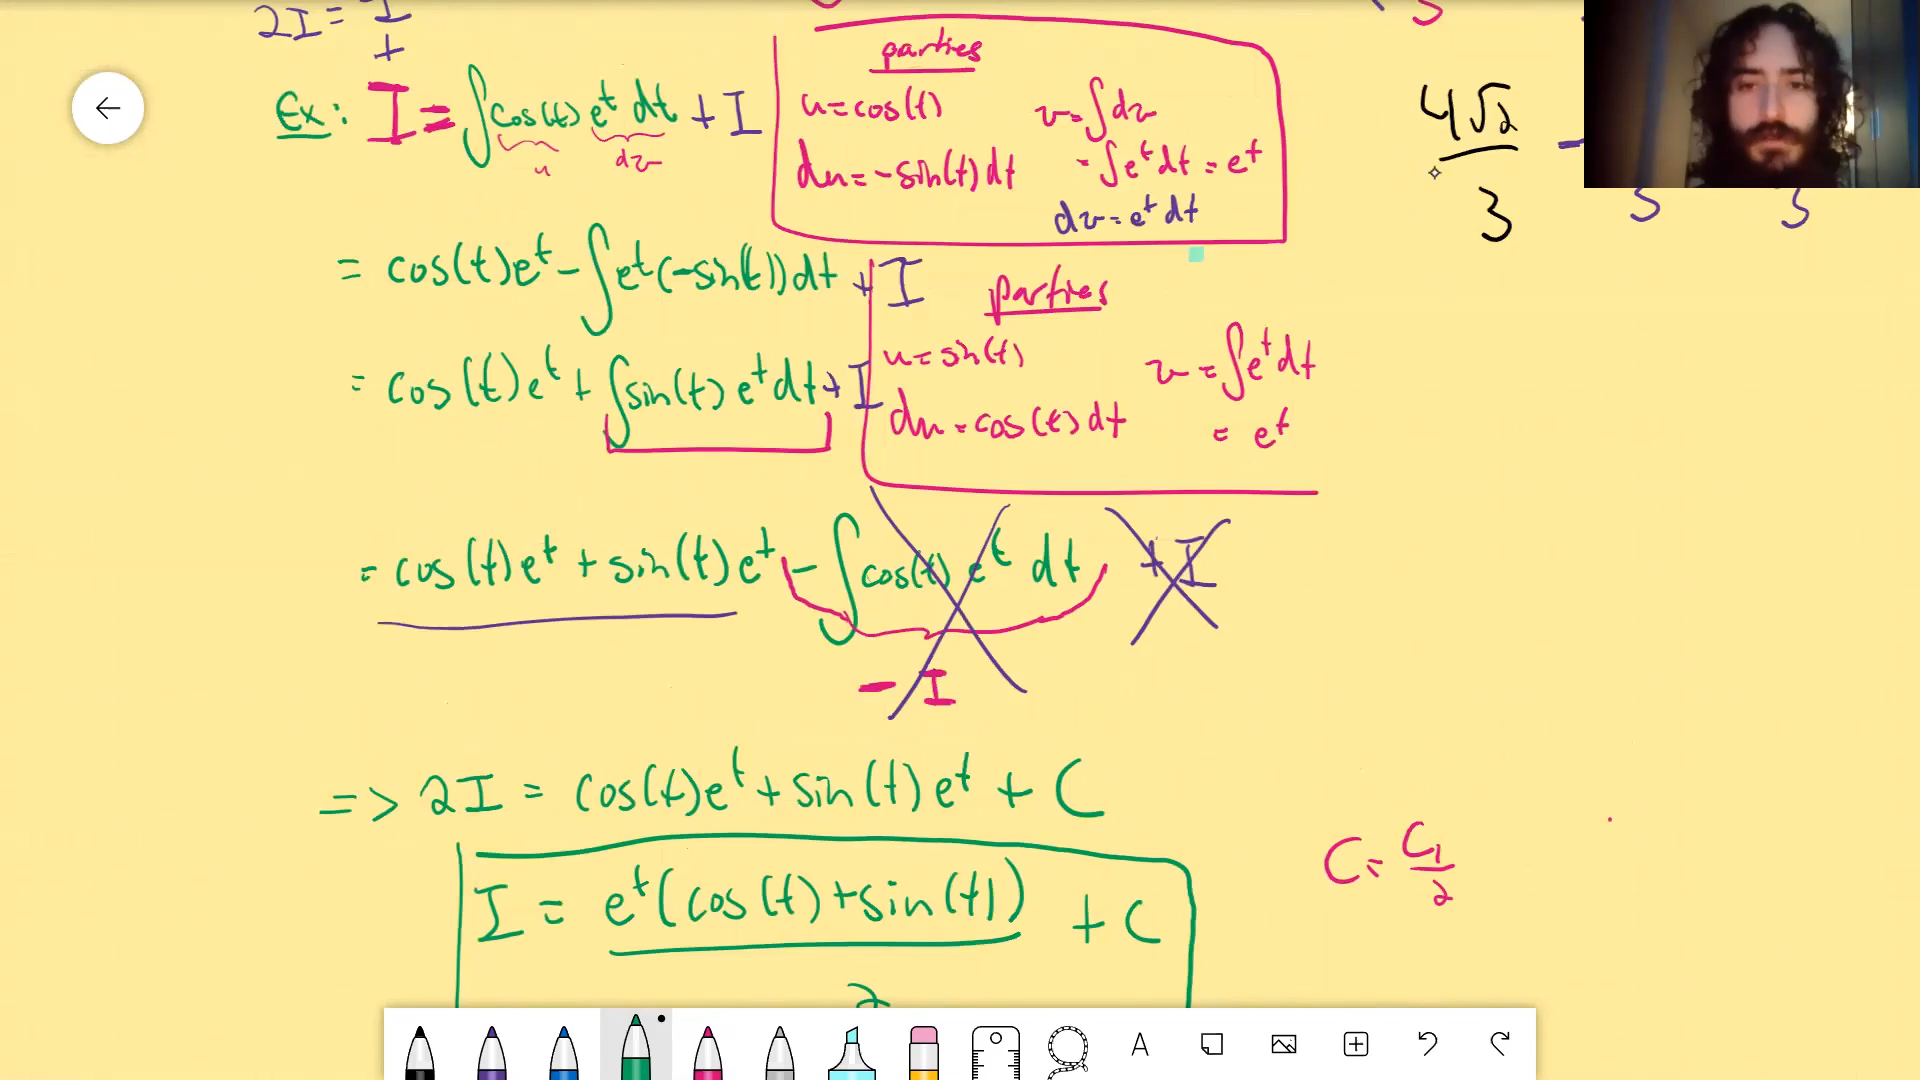 2I = I
+
Ex: I = ∫cos(t) e^t dt + I
u dv
parties
u = cos(t) v = ∫dv
du = -sin(t) dt = ∫e^t dt = e^t
dv = e^t dt
= cos(t)e^t - ∫e^t(-sin(t))dt + I
= cos(t)e^t + ∫sin(t) e^t dt + I
parties
u = sin(t) v = ∫e^t dt
du = cos(t) dt = e^t
= cos(t)e^t + sin(t)e^t - ∫cos(t) e^t dt + I
- I
=> 2I = cos(t)e^t + sin(t)e^t + C
I = e^t(cos(t)+sin(t)) + C
2
C = C₁/2
4√2
3
-
3 3
A